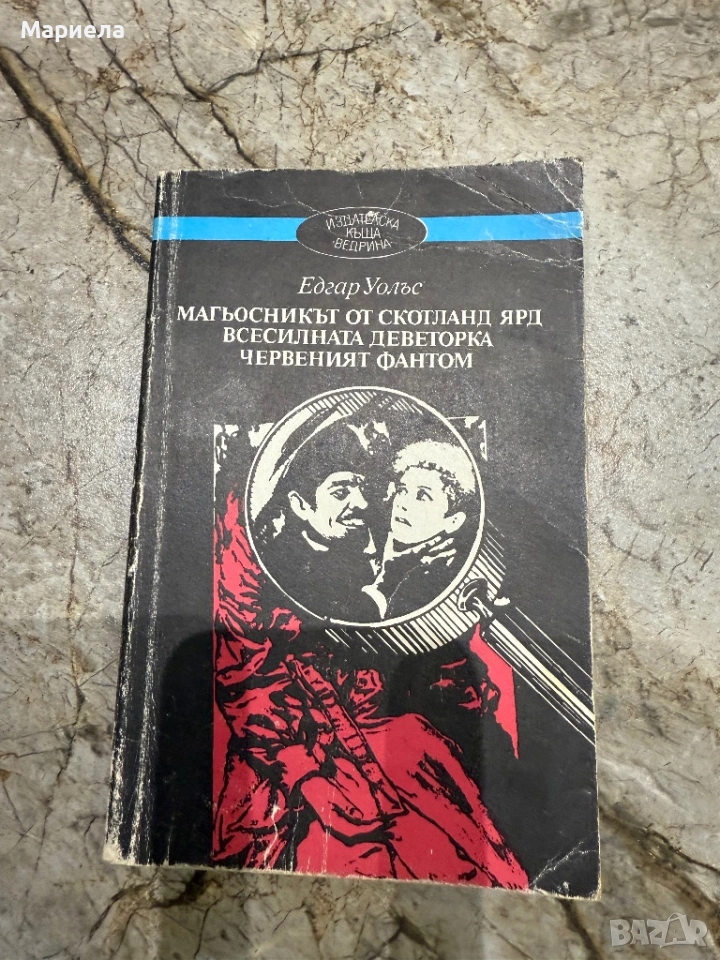 Мариела
ИЗДАТЕЛСКА
КЪЩА
ВЕДРИНА
Едгар Уолъс
МАГЬОСНИКЪТ ОТ СКОТЛАНД ЯРД
ВСЕСИЛНАТА ДЕВЕТОРКА
ЧЕРВЕНИЯТ ФАНТОМ
BAZAR